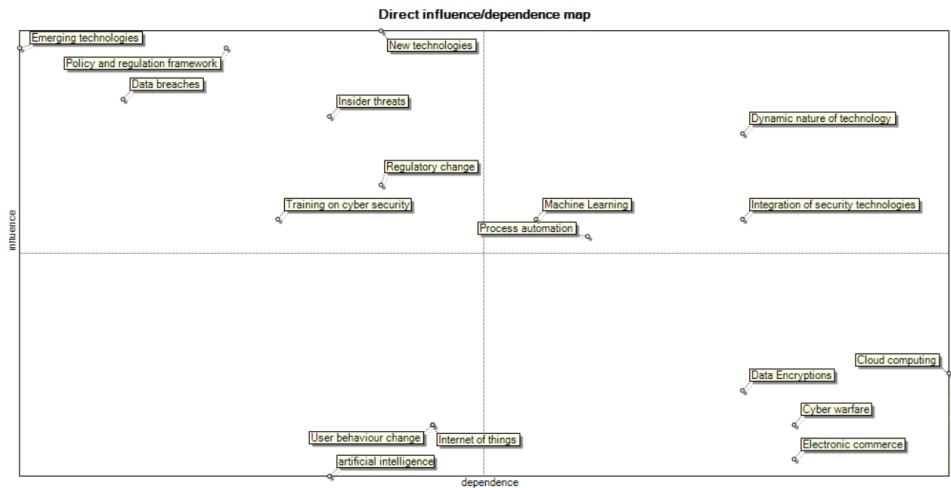 Direct influence/dependence map
Emerging technologies
New technologies
Policy and regulation framework
Data breaches
Insider threats
Dynamic nature of technology
Regulatory change
Training on cyber security
Machine Learning
Integration of security technologies
Process automation
influence
Cloud computing
Data Encryptions
Cyber warfare
User behaviour change
Internet of things
Electronic commerce
artificial intelligence
dependence